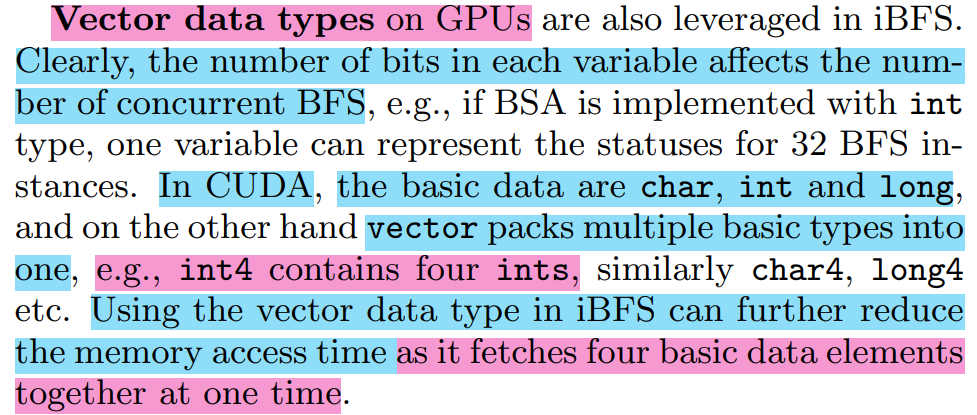 Vector data types on GPUs are also leveraged in iBFS.
Clearly, the number of bits in each variable affects the num-
ber of concurrent BFS, e.g., if BSA is implemented with int
type, one variable can represent the statuses for 32 BFS in-
stances. In CUDA, the basic data are char, int and long,
and on the other hand vector packs multiple basic types into
one, e.g., int4 contains four ints, similarly char4, long4
etc. Using the vector data type in iBFS can further reduce
the memory access time as it fetches four basic data elements
together at one time.